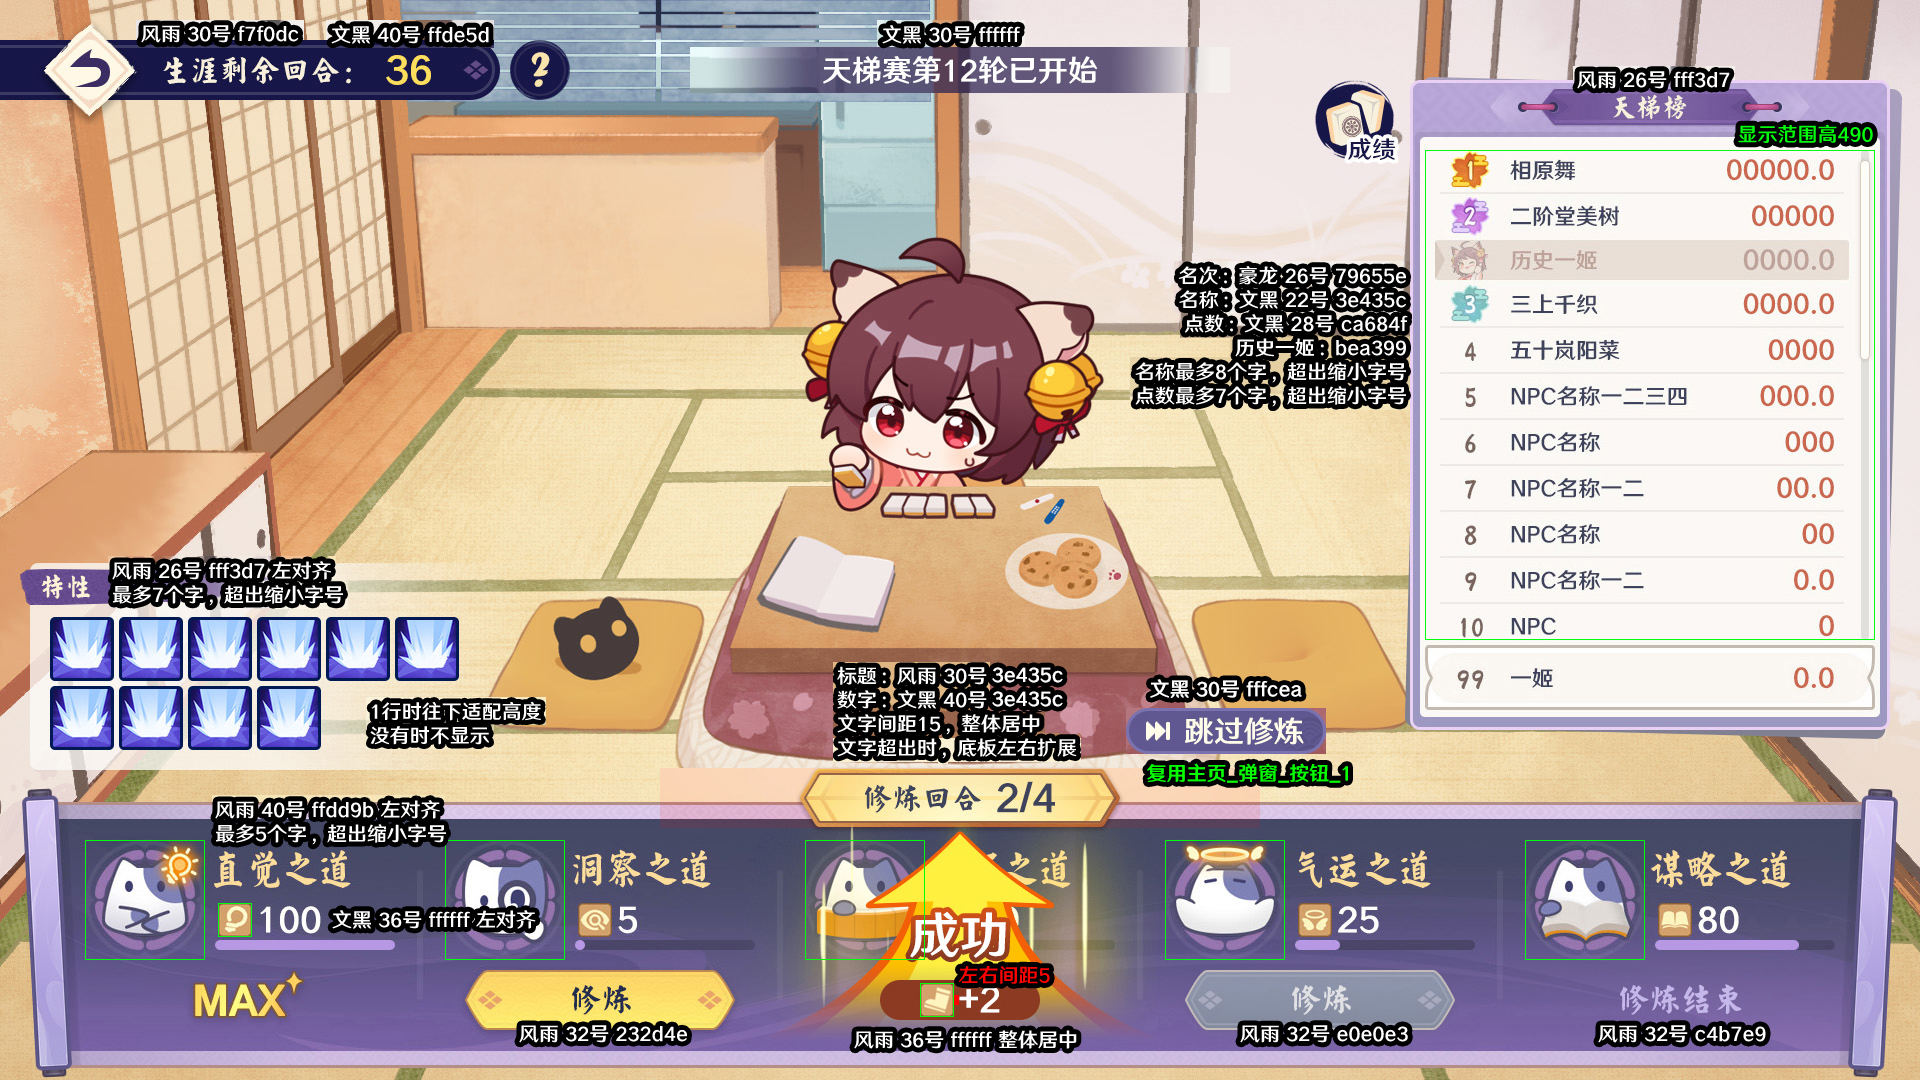 风雨 30号 f7f0dc
文黑 40号 ffde5d
生涯剩余回合：
36
?
文黑 30号 ffffff
天梯赛第12轮已开始
成绩
风雨 26号 fff3d7
天梯榜
显示范围高490
1 相原舞 00000.0
2 二阶堂美树 00000
历史一姬 0000.0
3 三上千织 0000.0
4 五十岚阳菜 0000
5 NPC名称一二三四 000.0
6 NPC名称 000
7 NPC名称一二 00.0
8 NPC名称 00
9 NPC名称一二 0.0
10 NPC 0
99 一姬 0.0
名次：豪龙 26号 79655e
名称：文黑 22号 3e435c
点数：文黑 28号 ca684f
历史一姬：bea399
名称最多8个字，超出缩小字号
点数最多7个字，超出缩小字号
特性
风雨 26号 fff3d7 左对齐
最多7个字，超出缩小字号
1行时往下适配高度
没有时不显示
标题：风雨 30号 3e435c
数字：文黑 40号 3e435c
文字间距15，整体居中
文字超出时，底板左右扩展
文黑 30号 fffcea
跳过修炼
复用主页_弹窗_按钮_1
修炼回合 2/4
风雨 40号 ffdd9b 左对齐
最多5个字，超出缩小字号
直觉之道
100
文黑 36号 ffffff 左对齐
MAX
洞察之道
5
修炼
风雨 32号 232d4e
之道
成功
左右间距5
+2
风雨 36号 ffffff 整体居中
气运之道
25
修炼
风雨 32号 e0e0e3
谋略之道
80
修炼结束
风雨 32号 c4b7e9